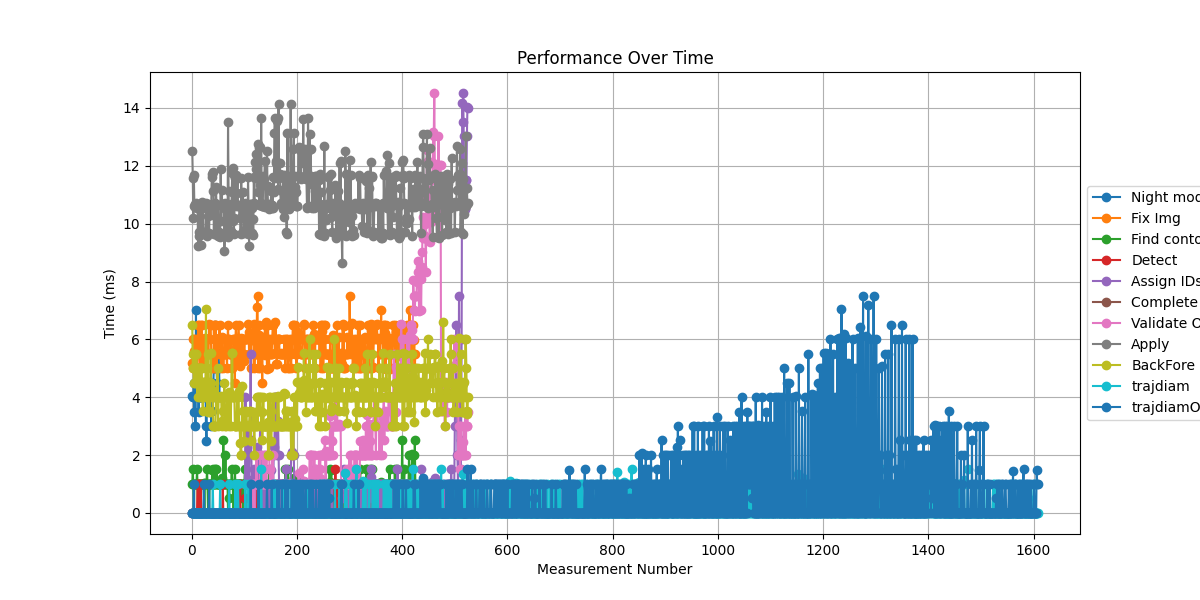 Performance Over Time
Time (ms)
14
12
10
8
6
4
2
0
0 200 400 600 800 1000 1200 1400 1600
Measurement Number
Night mod
Fix Img
Find conto
Detect
Assign IDs
Complete
Validate O
Apply
BackFore
trajdiam
trajdiamO